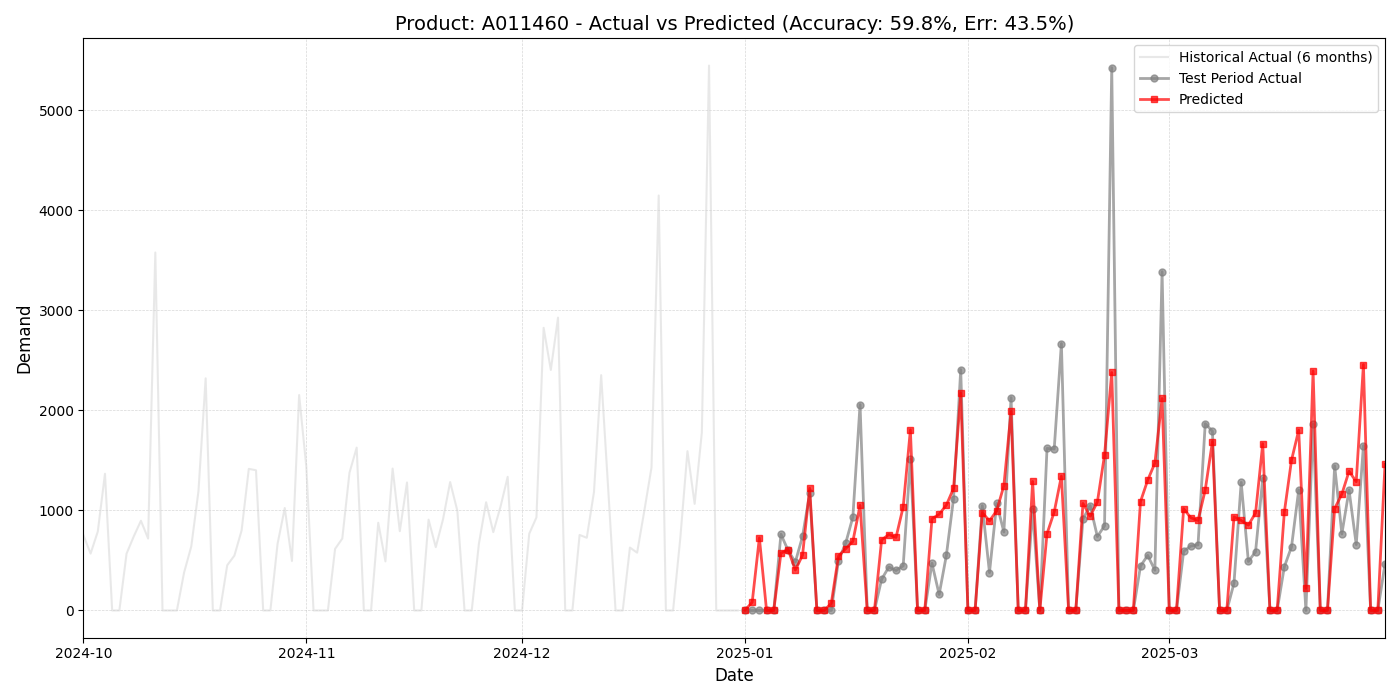 Product: A011460 - Actual vs Predicted (Accuracy: 59.8%, Err: 43.5%)
Historical Actual (6 months)
Test Period Actual
Predicted
5000
4000
3000
2000
1000
0
Demand
2024-10
2024-11
2024-12
2025-01
2025-02
2025-03
Date